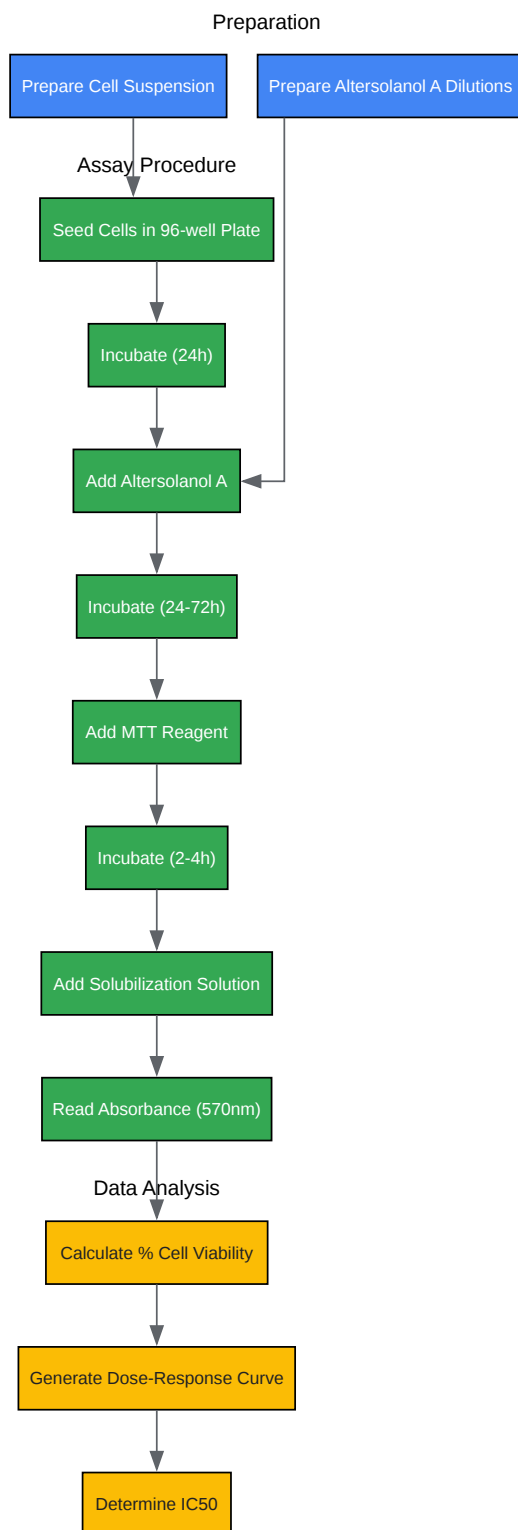 Preparation
Prepare Cell Suspension
Prepare Altersolanol A Dilutions
Assay Procedure
Seed Cells in 96-well Plate
Incubate (24h)
Add Altersolanol A
Incubate (24-72h)
Add MTT Reagent
Incubate (2-4h)
Add Solubilization Solution
Read Absorbance (570nm)
Data Analysis
Calculate % Cell Viability
Generate Dose-Response Curve
Determine IC50